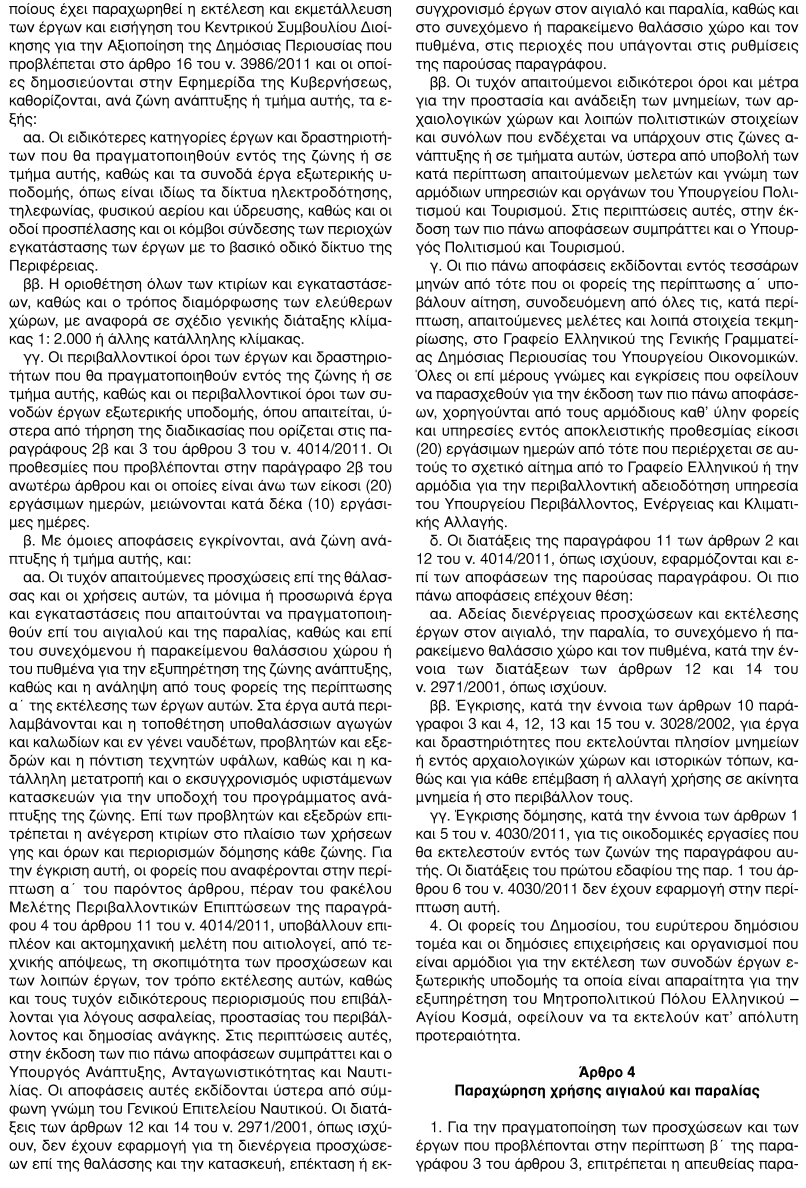 ποίους έχει παραχωρηθεί η εκτέλεση και εκμετάλλευση
των έργων και εισήγηση του Κεντρικού Συμβουλίου Διοί-
κησης για την Αξιοποίηση της Δημόσιας Περιουσίας που
προβλέπεται στο άρθρο 16 του ν. 3986/2011 και οι οποί-
ες δημοσιεύονται στην Εφημερίδα της Κυβερνήσεως,
καθορίζονται, ανά ζώνη ανάπτυξης ή τμήμα αυτής, τα ε-
ξής:
αα. Οι ειδικότερες κατηγορίες έργων και δραστηριοτή-
των που θα πραγματοποιηθούν εντός της ζώνης ή σε
τμήμα αυτής, καθώς και τα συνοδά έργα εξωτερικής υ-
ποδομής, όπως είναι ιδίως τα δίκτυα ηλεκτροδότησης,
τηλεφωνίας, φυσικού αερίου και ύδρευσης, καθώς και οι
οδοί προσπέλασης και οι κόμβοι σύνδεσης των περιοχών
εγκατάστασης των έργων με το βασικό οδικό δίκτυο της
Περιφέρειας.
ββ. Η οριοθέτηση όλων των κτιρίων και εγκαταστάσε-
ων, καθώς και ο τρόπος διαμόρφωσης των ελεύθερων
χώρων, με αναφορά σε σχέδιο γενικής διάταξης κλίμα-
κας 1: 2.000 ή άλλης κατάλληλης κλίμακας.
γγ. Οι περιβαλλοντικοί όροι των έργων και δραστηριο-
τήτων που θα πραγματοποιηθούν εντός της ζώνης ή σε
τμήμα αυτής, καθώς και οι περιβαλλοντικοί όροι των συ-
νοδών έργων εξωτερικής υποδομής, όπου απαιτείται, ύ-
στερα από τήρηση της διαδικασίας που ορίζεται στις πα-
ραγράφους 2β και 3 του άρθρου 3 του ν. 4014/2011. Οι
προθεσμίες που προβλέπονται στην παράγραφο 2β του
ανωτέρω άρθρου και οι οποίες είναι άνω των είκοσι (20)
εργάσιμων ημερών, μειώνονται κατά δέκα (10) εργάσι-
μες ημέρες.
β. Με όμοιες αποφάσεις εγκρίνονται, ανά ζώνη ανά-
πτυξης ή τμήμα αυτής, και:
αα. Οι τυχόν απαιτούμενες προσχώσεις επί της θάλασ-
σας και οι χρήσεις αυτών, τα μόνιμα ή προσωρινά έργα
και εγκαταστάσεις που απαιτούνται να πραγματοποιη-
θούν επί του αιγιαλού και της παραλίας, καθώς και επί
του συνεχόμενου ή παρακείμενου θαλάσσιου χώρου ή
του πυθμένα για την εξυπηρέτηση της ζώνης ανάπτυξης,
καθώς και η ανάληψη από τους φορείς της περίπτωσης
α΄ της εκτέλεσης των έργων αυτών. Στα έργα αυτά περι-
λαμβάνονται και η τοποθέτηση υποθαλάσσιων αγωγών
και καλωδίων και εν γένει ναυδέτων, προβλητών και εξε-
δρών και η πόντιση τεχνητών υφάλων, καθώς και η κα-
τάλληλη μετατροπή και ο εκσυγχρονισμός υφιστάμενων
κατασκευών για την υποδοχή του προγράμματος ανά-
πτυξης της ζώνης. Επί των προβλητών και εξεδρών επι-
τρέπεται η ανέγερση κτιρίων στο πλαίσιο των χρήσεων
γης και όρων και περιορισμών δόμησης κάθε ζώνης. Για
την έγκριση αυτή, οι φορείς που αναφέρονται στην περί-
πτωση α΄ του παρόντος άρθρου, πέραν του φακέλου
Μελέτης Περιβαλλοντικών Επιπτώσεων της παραγρά-
φου 4 του άρθρου 11 του ν. 4014/2011, υποβάλλουν επι-
πλέον και ακτομηχανική μελέτη που αιτιολογεί, από τε-
χνικής απόψεως, τη σκοπιμότητα των προσχώσεων και
των λοιπών έργων, τον τρόπο εκτέλεσης αυτών, καθώς
και τους τυχόν ειδικότερους περιορισμούς που επιβάλ-
λονται για λόγους ασφαλείας, προστασίας του περιβάλ-
λοντος και δημοσίας ανάγκης. Στις περιπτώσεις αυτές,
στην έκδοση των πιο πάνω αποφάσεων συμπράττει και ο
Υπουργός Ανάπτυξης, Ανταγωνιστικότητας και Ναυτι-
λίας. Οι αποφάσεις αυτές εκδίδονται ύστερα από σύμ-
φωνη γνώμη του Γενικού Επιτελείου Ναυτικού. Οι διατά-
ξεις των άρθρων 12 και 14 του ν. 2971/2001, όπως ισχύ-
ουν, δεν έχουν εφαρμογή για τη διενέργεια προσχώσε-
ων επί της θαλάσσης και την κατασκευή, επέκταση ή εκ-
συγχρονισμό έργων στον αιγιαλό και παραλία, καθώς και
στο συνεχόμενο ή παρακείμενο θαλάσσιο χώρο και τον
πυθμένα, στις περιοχές που υπάγονται στις ρυθμίσεις
της παρούσας παραγράφου.
ββ. Οι τυχόν απαιτούμενοι ειδικότεροι όροι και μέτρα
για την προστασία και ανάδειξη των μνημείων, των αρ-
χαιολογικών χώρων και λοιπών πολιτιστικών στοιχείων
και συνόλων που ενδέχεται να υπάρχουν στις ζώνες α-
νάπτυξης ή σε τμήματα αυτών, ύστερα από υποβολή των
κατά περίπτωση απαιτούμενων μελετών και γνώμη των
αρμόδιων υπηρεσιών και οργάνων του Υπουργείου Πολι-
τισμού και Τουρισμού. Στις περιπτώσεις αυτές, στην έκ-
δοση των πιο πάνω αποφάσεων συμπράττει και ο Υπουρ-
γός Πολιτισμού και Τουρισμού.
γ. Οι πιο πάνω αποφάσεις εκδίδονται εντός τεσσάρων
μηνών από τότε που οι φορείς της περίπτωσης α΄ υπο-
βάλουν αίτηση, συνοδευόμενη από όλες τις, κατά περί-
πτωση, απαιτούμενες μελέτες και λοιπά στοιχεία τεκμη-
ρίωσης, στο Γραφείο Ελληνικού της Γενικής Γραμματεί-
ας Δημόσιας Περιουσίας του Υπουργείου Οικονομικών.
Όλες οι επί μέρους γνώμες και εγκρίσεις που οφείλουν
να παρασχεθούν για την έκδοση των πιο πάνω αποφάσε-
ων, χορηγούνται από τους αρμόδιους καθ’ ύλην φορείς
και υπηρεσίες εντός αποκλειστικής προθεσμίας είκοσι
(20) εργάσιμων ημερών από τότε που περιέρχεται σε αυ-
τούς το σχετικό αίτημα από το Γραφείο Ελληνικού ή την
αρμόδια για την περιβαλλοντική αδειοδότηση υπηρεσία
του Υπουργείου Περιβάλλοντος, Ενέργειας και Κλιματι-
κής Αλλαγής.
δ. Οι διατάξεις της παραγράφου 11 των άρθρων 2 και
12 του ν. 4014/2011, όπως ισχύουν, εφαρμόζονται και ε-
πί των αποφάσεων της παρούσας παραγράφου. Οι πιο
πάνω αποφάσεις επέχουν θέση:
αα. Αδείας διενέργειας προσχώσεων και εκτέλεσης
έργων στον αιγιαλό, την παραλία, το συνεχόμενο ή πα-
ρακείμενο θαλάσσιο χώρο και τον πυθμένα, κατά την έν-
νοια των διατάξεων των άρθρων 12 και 14 του
ν. 2971/2001, όπως ισχύουν.
ββ. Έγκρισης, κατά την έννοια των άρθρων 10 παρά-
γραφοι 3 και 4, 12, 13 και 15 του ν. 3028/2002, για έργα
και δραστηριότητες που εκτελούνται πλησίον μνημείων
ή εντός αρχαιολογικών χώρων και ιστορικών τόπων, κα-
θώς και για κάθε επέμβαση ή αλλαγή χρήσης σε ακίνητα
μνημεία ή στο περιβάλλον τους.
γγ. Έγκρισης δόμησης, κατά την έννοια των άρθρων 1
και 5 του ν. 4030/2011, για τις οικοδομικές εργασίες που
θα εκτελεστούν εντός των ζωνών της παραγράφου αυ-
τής. Οι διατάξεις του πρώτου εδαφίου της παρ. 1 του άρ-
θρου 6 του ν. 4030/2011 δεν έχουν εφαρμογή στην περί-
πτωση αυτή.
4. Οι φορείς του Δημοσίου, του ευρύτερου δημόσιου
τομέα και οι δημόσιες επιχειρήσεις και οργανισμοί που
είναι αρμόδιοι για την εκτέλεση των συνοδών έργων ε-
ξωτερικής υποδομής τα οποία είναι απαραίτητα για την
εξυπηρέτηση του Μητροπολιτικού Πόλου Ελληνικού –
Αγίου Κοσμά, οφείλουν να τα εκτελούν κατ’ απόλυτη
προτεραιότητα.
Άρθρο 4
Παραχώρηση χρήσης αιγιαλού και παραλίας
1. Για την πραγματοποίηση των προσχώσεων και των
έργων που προβλέπονται στην περίπτωση β΄ της παρα-
γράφου 3 του άρθρου 3, επιτρέπεται η απευθείας παρα-